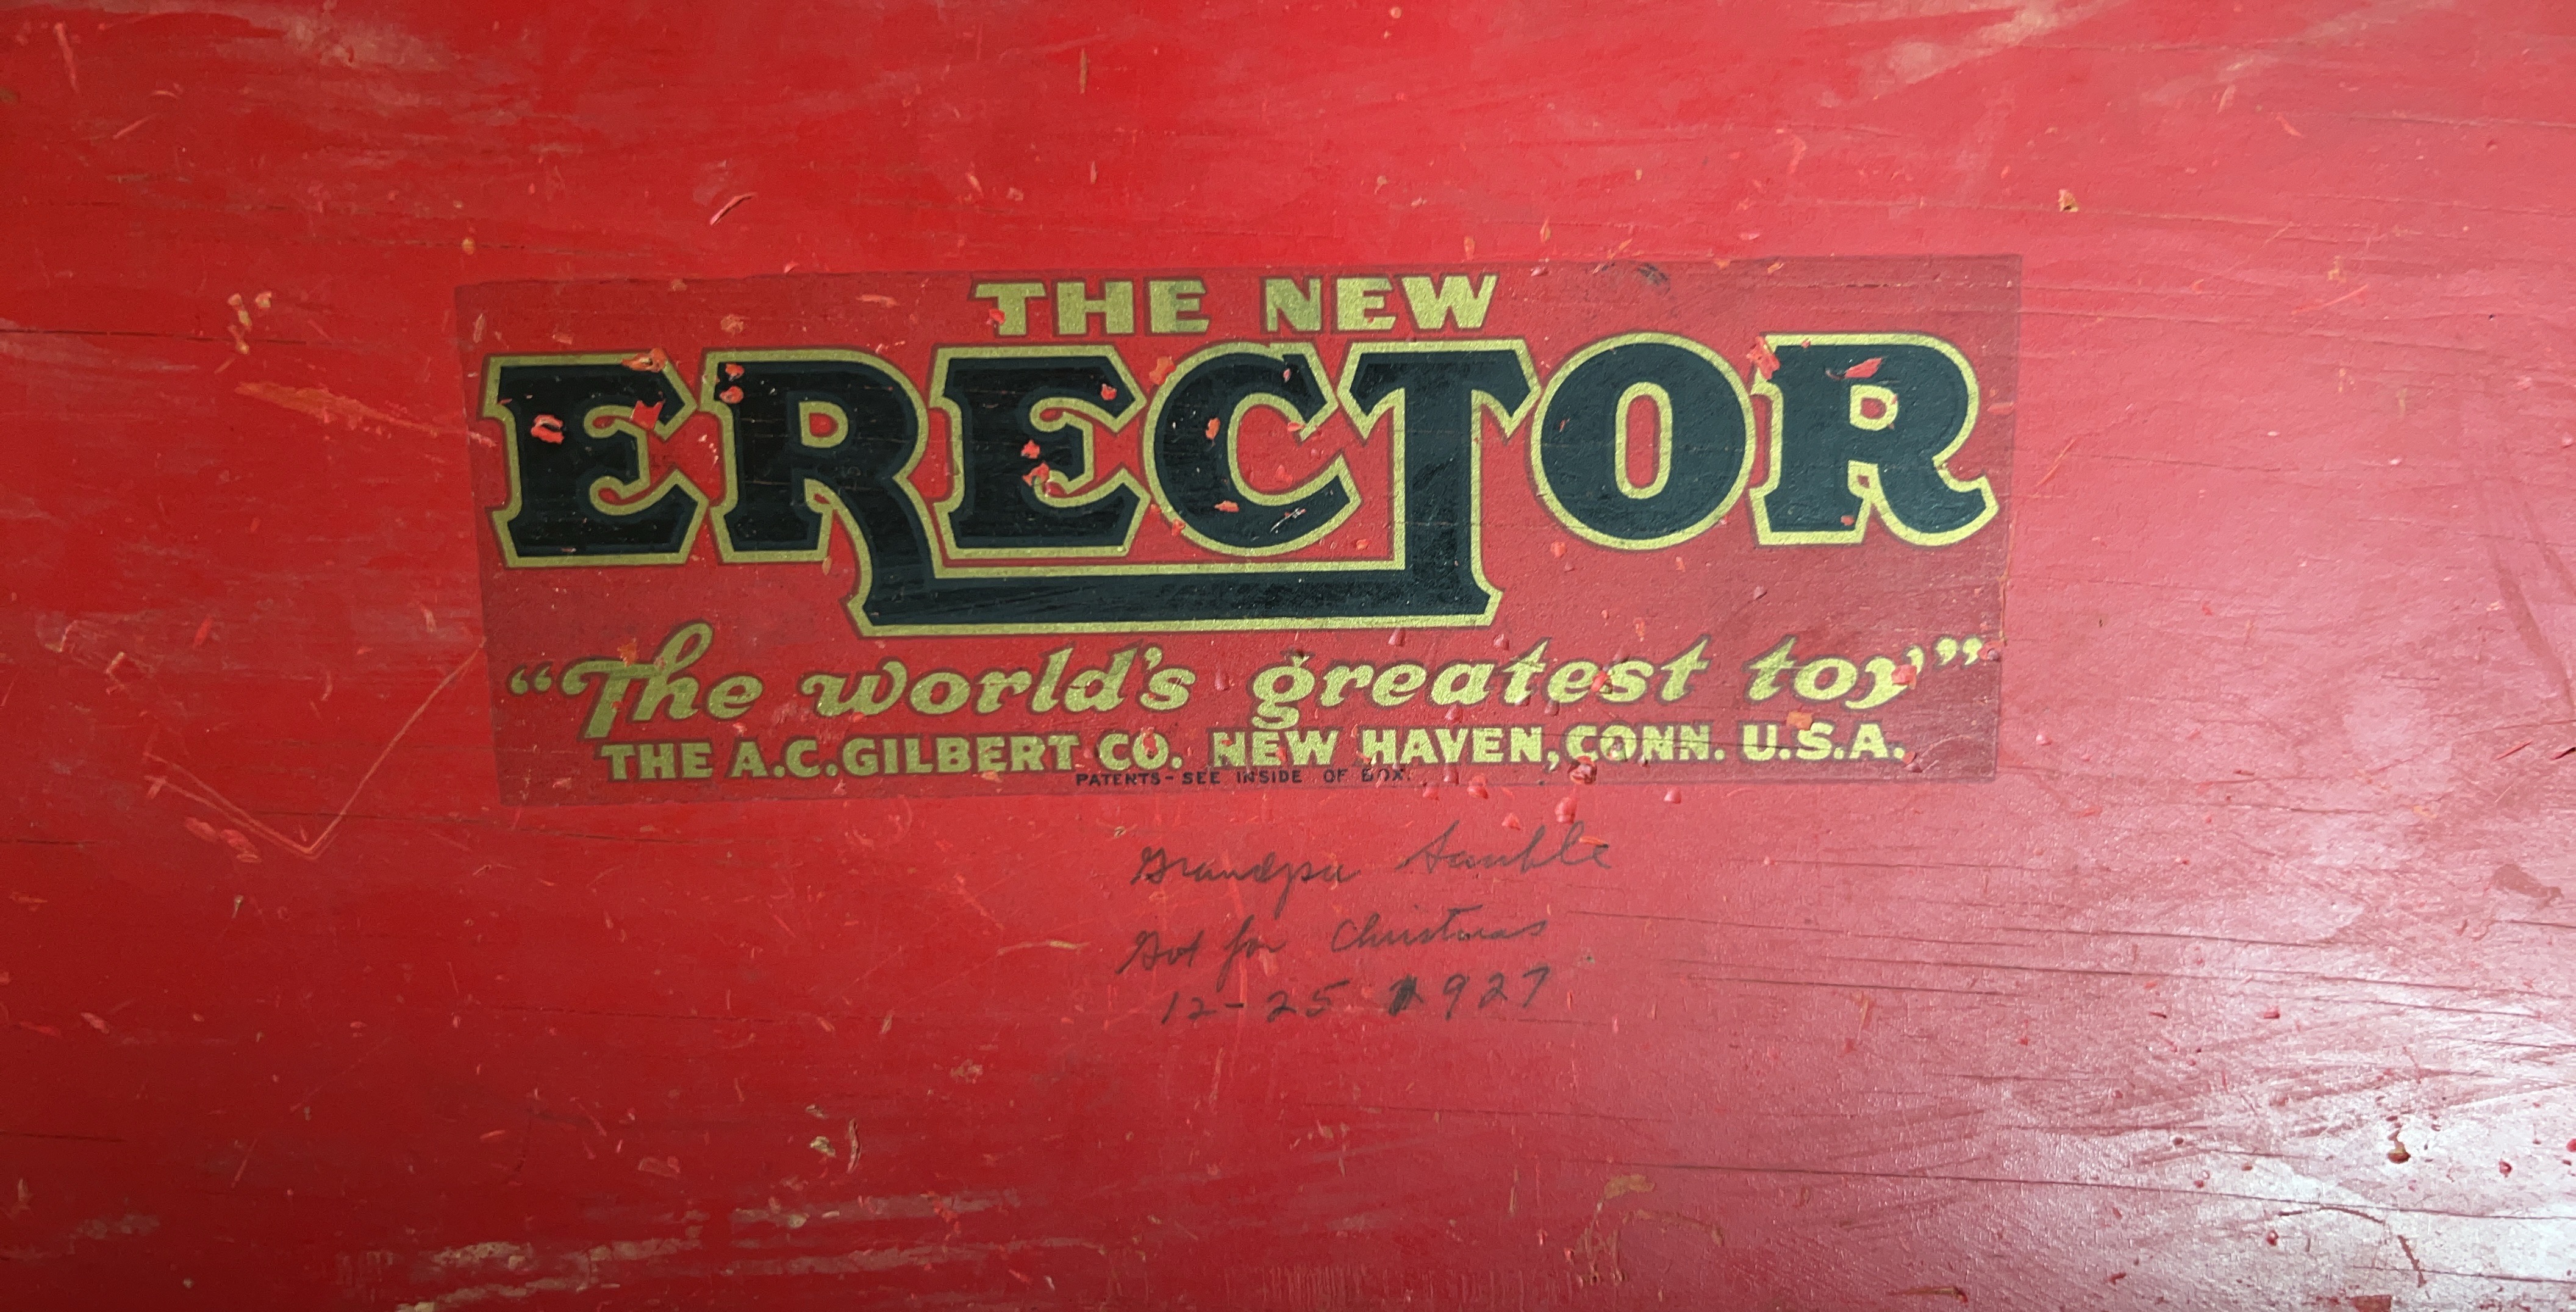 THE NEW
ERECTOR
“The world's greatest toy”
THE A.C. GILBERT CO. NEW HAVEN, CONN. U.S.A.
PATENTS- SEE INSIDE OF BOX.
Grandpa
Got for Christmas
12-25 1927